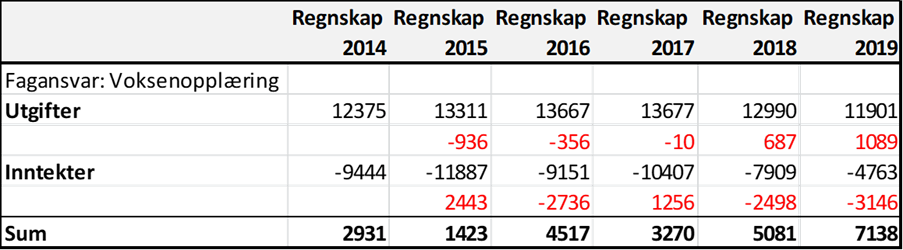 Regnskap Regnskap Regnskap Regnskap Regnskap Regnskap
2014 2015 2016 2017 2018 2019
Fagansvar: Voksenopplæring
Utgifter 12375 13311 13667 13677 12990 11901
-936 -356 -10 687 1089
Inntekter -9444 -11887 -9151 -10407 -7909 -4763
2443 -2736 1256 -2498 -3146
Sum 2931 1423 4517 3270 5081 7138